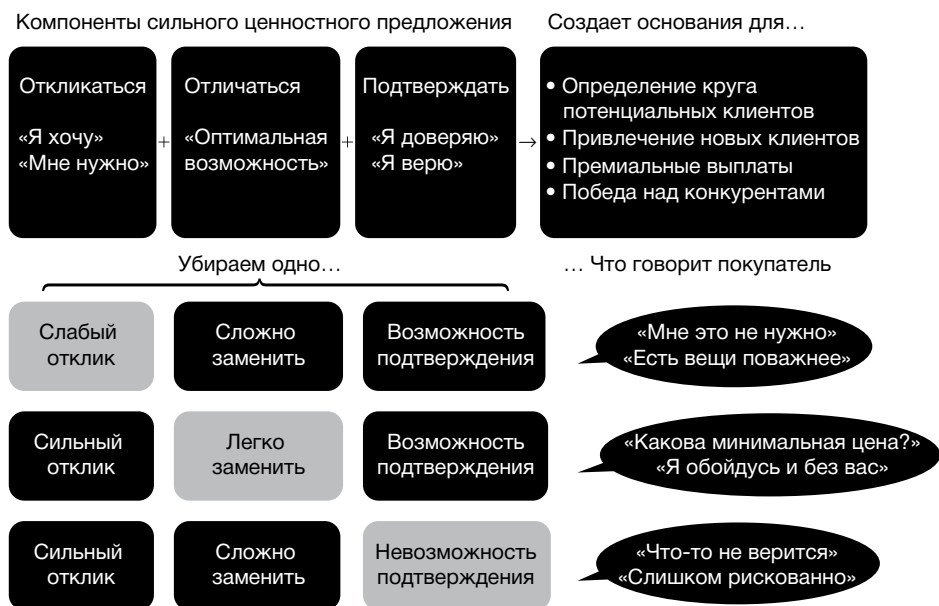 Компоненты сильного ценностного предложения
Создает основания для…
Откликаться
«Я хочу»
«Мне нужно»
+
Отличаться
«Оптимальная
возможность»
+
Подтверждать
«Я доверяю»
«Я верю»
→
• Определение круга
потенциальных клиентов
• Привлечение новых клиентов
• Премиальные выплаты
• Победа над конкурентами
Убираем одно…
… Что говорит покупатель
Слабый
отклик
Сложно
заменить
Возможность
подтверждения
«Мне это не нужно»
«Есть вещи поважнее»
Сильный
отклик
Легко
заменить
Возможность
подтверждения
«Какова минимальная цена?»
«Я обойдусь и без вас»
Сильный
отклик
Сложно
заменить
Невозможность
подтверждения
«Что-то не верится»
«Слишком рискованно»